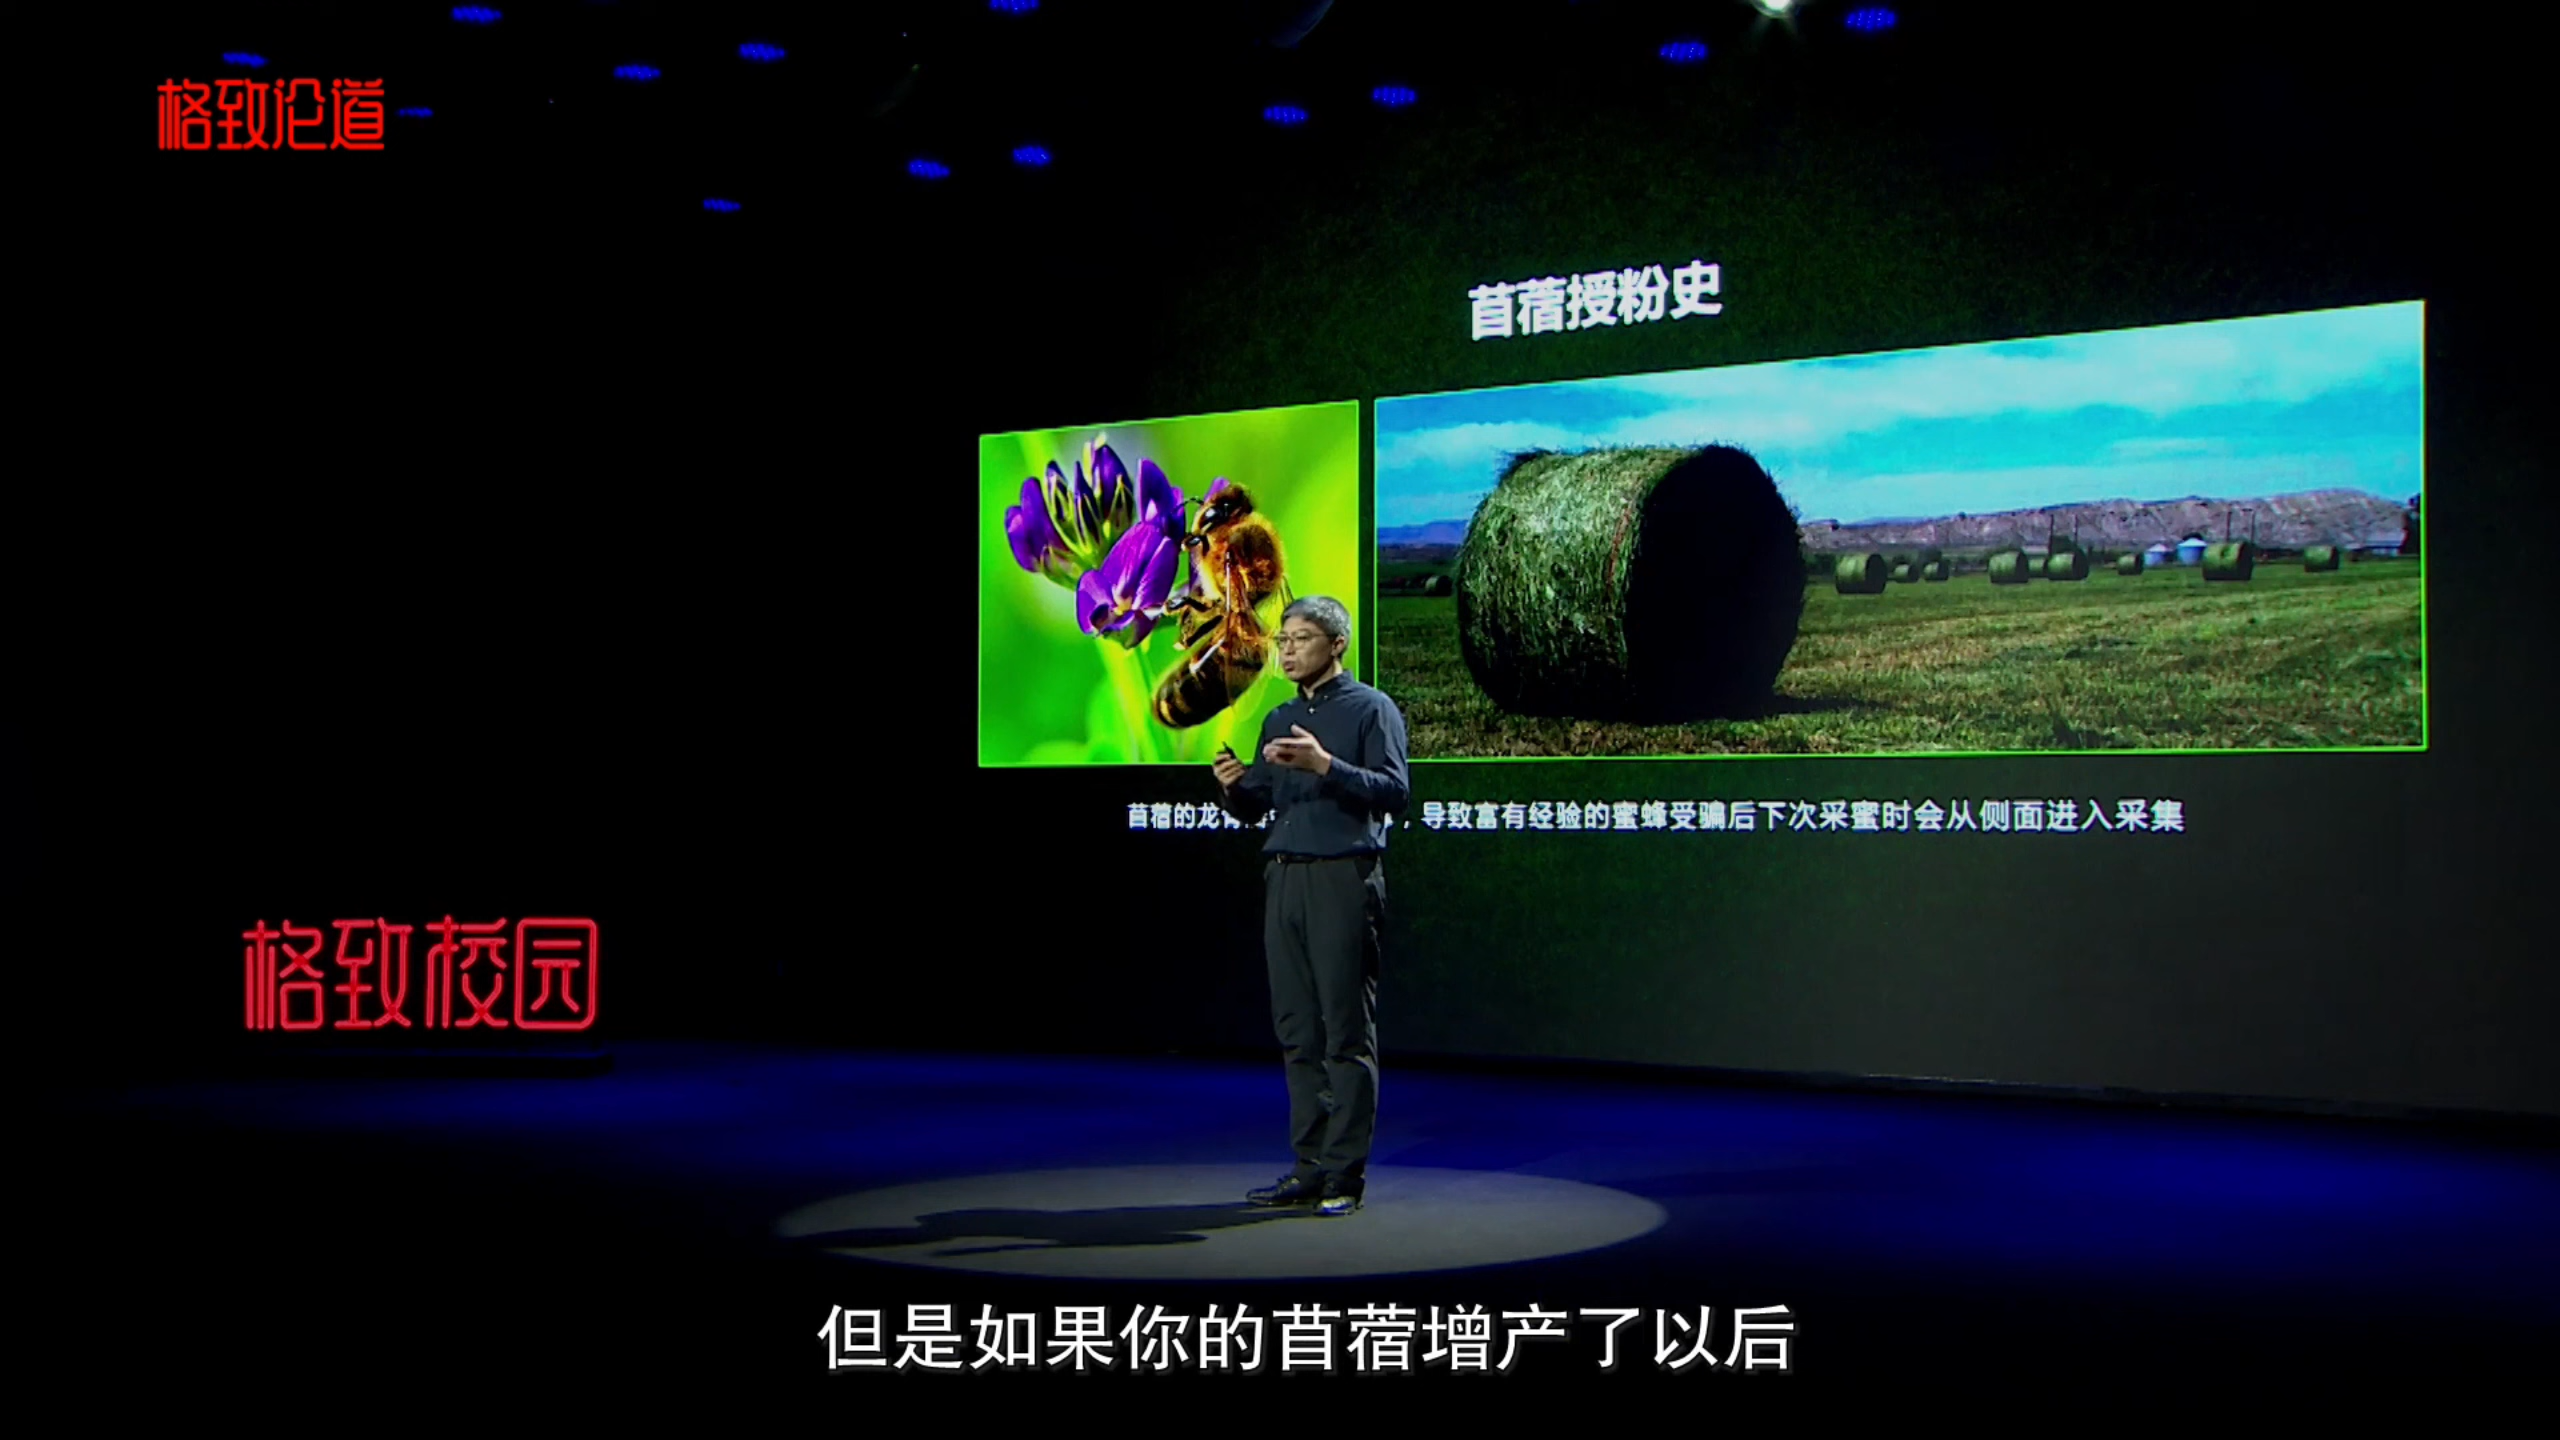 格致论道
苜蓿授粉史
苜蓿的龙骨 ，导致富有经验的蜜蜂受骗后下次采蜜时会从侧面进入采集
格致校园
但是如果你的苜蓿增产了以后